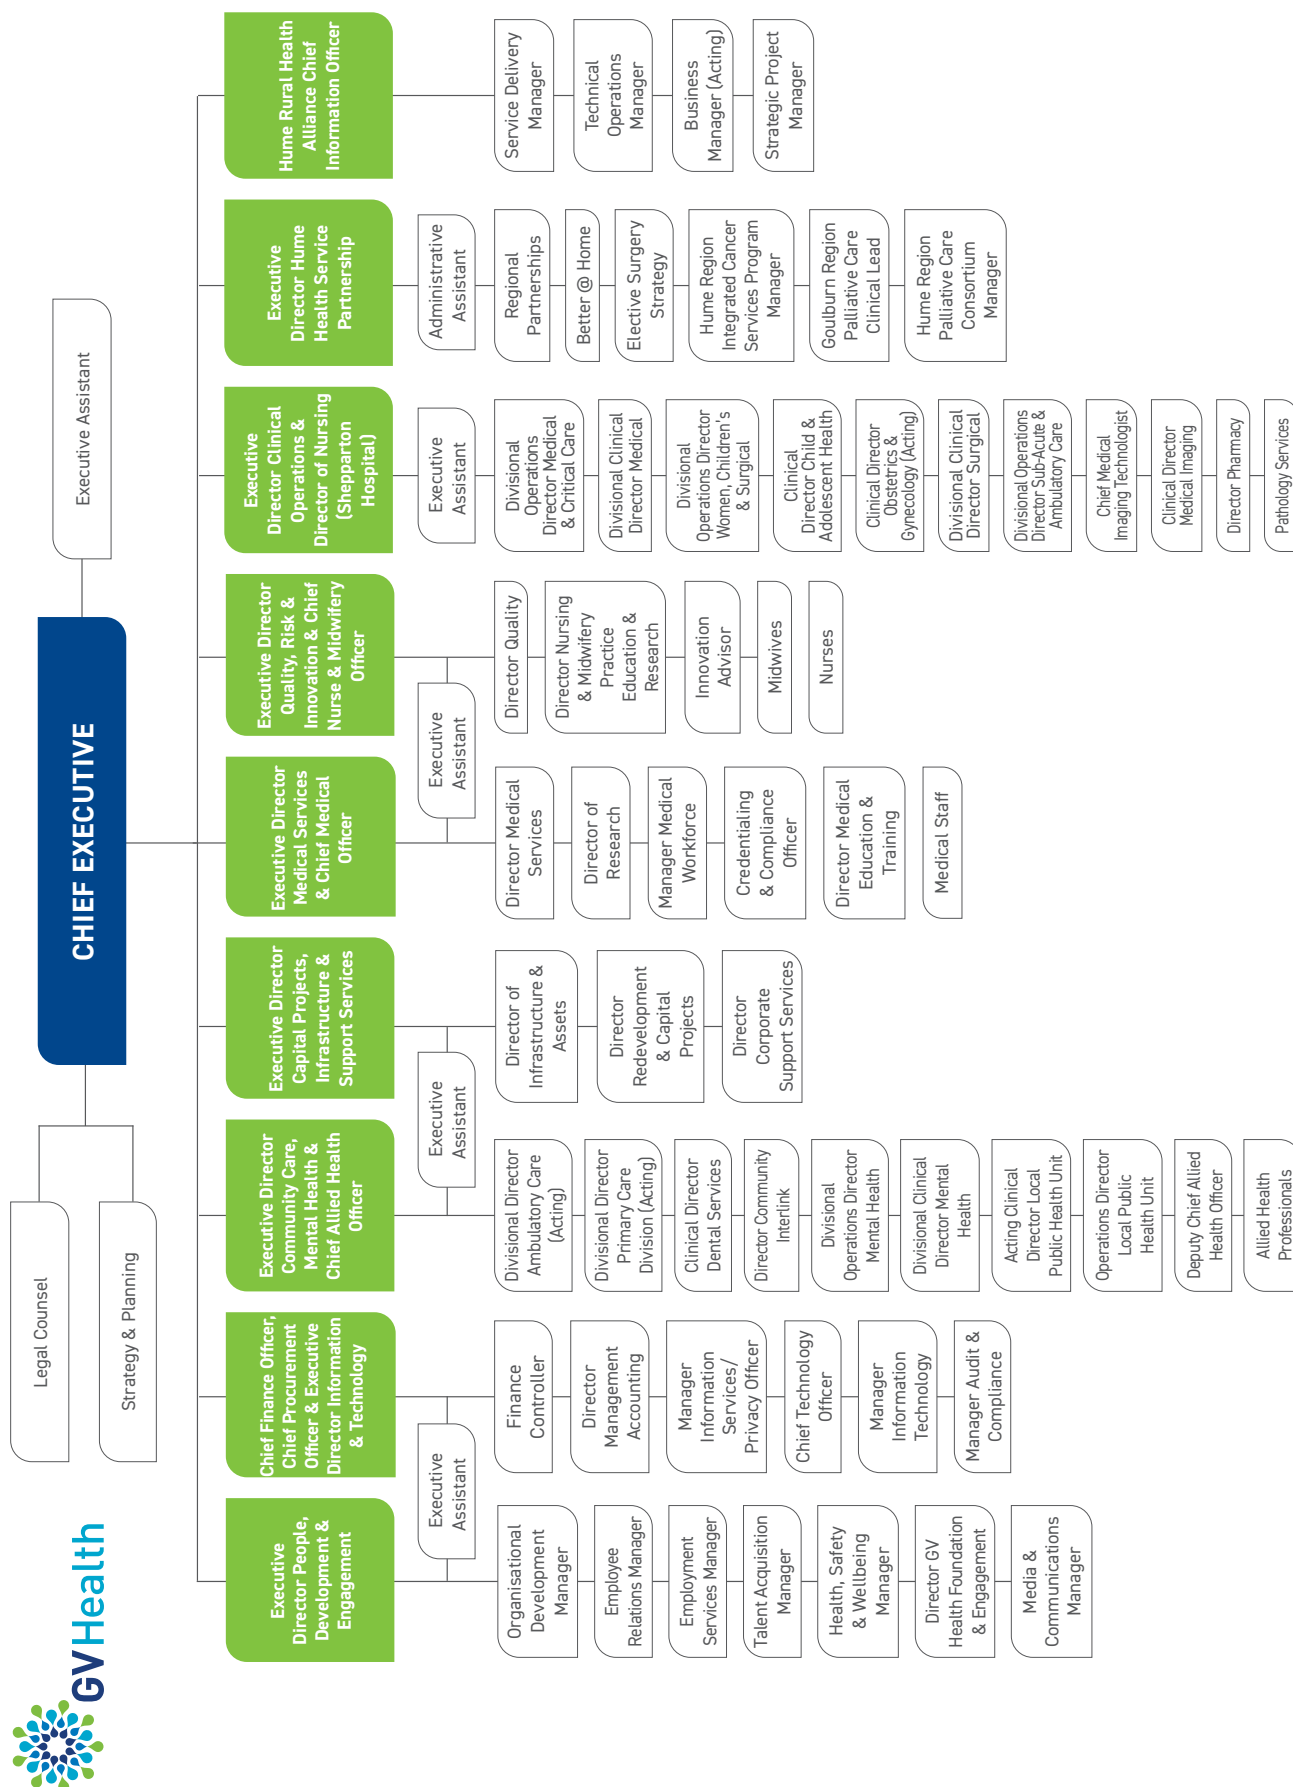 GVHealth
Legal Counsel
Strategy & Planning
CHIEF EXECUTIVE
Executive Assistant
Executive
Director People,
Development &
Engagement
Chief Finance Officer,
Chief Procurement
Officer & Executive
Director Information
& Technology
Executive Director
Community Care,
Mental Health &
Chief Allied Health
Officer
Executive Director
Capital Projects,
Infrastructure &
Support Services
Executive Director
Medical Services
& Chief Medical
Officer
Executive Director
Quality, Risk &
Innovation & Chief
Nurse & Midwifery
Officer
Executive
Director Clinical
Operations &
Director of Nursing
(Shepparton
Hospital)
Executive
Director Hume
Health Service
Partnership
Hume Rural Health
Alliance Chief
Information Officer
Executive
Assistant
Executive
Assistant
Executive
Assistant
Executive
Assistant
Administrative
Assistant
Organisational
Development
Manager
Employee
Relations Manager
Employment
Services Manager
Talent Acquisition
Manager
Health, Safety
& Wellbeing
Manager
Director GV
Health Foundation
& Engagement
Media &
Communications
Manager
Finance
Controller
Director
Management
Accounting
Manager
Information
Services/
Privacy Officer
Chief Technology
Officer
Manager
Information
Technology
Manager Audit &
Compliance
Divisional Director
Ambulatory Care
(Acting)
Divisional Director
Primary Care
Division (Acting)
Clinical Director
Dental Services
Director Community
Interlink
Divisional
Operations Director
Mental Health
Divisional Clinical
Director Mental
Health
Acting Clinical
Director Local
Public Health Unit
Operations Director
Local Public
Health Unit
Deputy Chief Allied
Health Officer
Allied Health
Professionals
Director of
Infrastructure &
Assets
Director
Redevelopment
& Capital
Projects
Director
Corporate
Support Services
Director Medical
Services
Director of
Research
Manager Medical
Workforce
Credentialing
& Compliance
Officer
Director Medical
Education &
Training
Medical Staff
Director Quality
Director Nursing
& Midwifery
Practice
Education &
Research
Innovation
Advisor
Midwives
Nurses
Divisional
Operations
Director Medical
& Critical Care
Divisional Clinical
Director Medical
Divisional
Operations Director
Women, Children's
& Surgical
Clinical
Director Child &
Adolescent Health
Clinical Director
Obstetrics &
Gynecology (Acting)
Divisional Clinical
Director Surgical
Divisional Operations
Director Sub-Acute &
Ambulatory Care
Chief Medical
Imaging Technologist
Clinical Director
Medical Imaging
Director Pharmacy
Pathology Services
Regional
Partnerships
Better @ Home
Elective Surgery
Strategy
Hume Region
Integrated Cancer
Services Program
Manager
Goulburn Region
Palliative Care
Clinical Lead
Hume Region
Palliative Care
Consortium
Manager
Service Delivery
Manager
Technical
Operations
Manager
Business
Manager (Acting)
Strategic Project
Manager